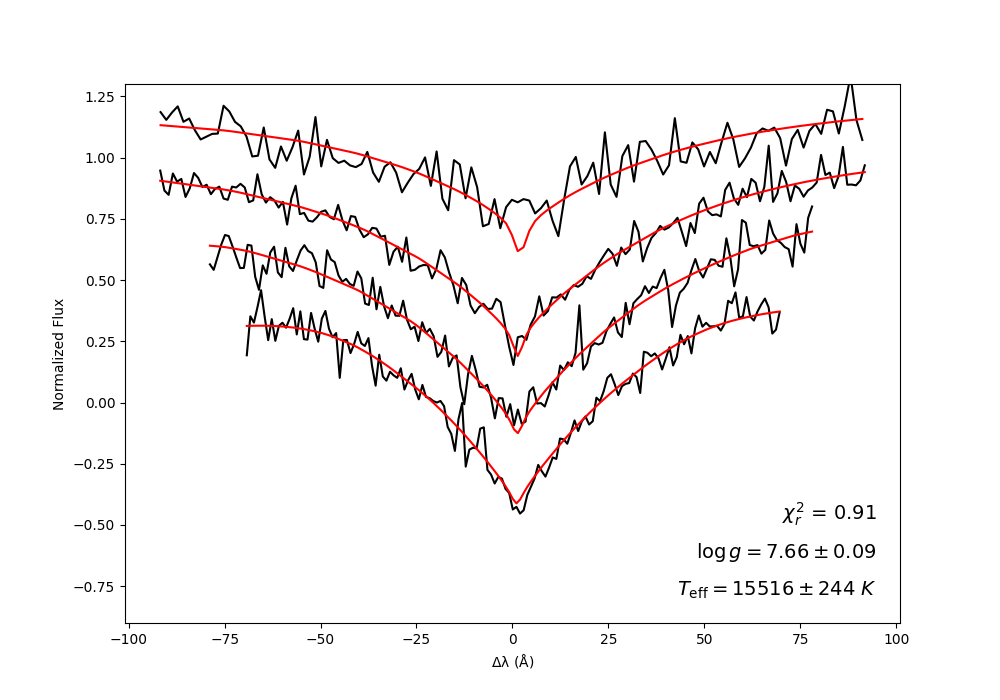 1.25
1.00
0.75
0.50
0.25
0.00
−0.25
−0.50
−0.75
Normalized Flux
χ²ᵣ = 0.91
log g = 7.66 ± 0.09
T_eff = 15516 ± 244 K
−100 −75 −50 −25 0 25 50 75 100
Δλ (Å)